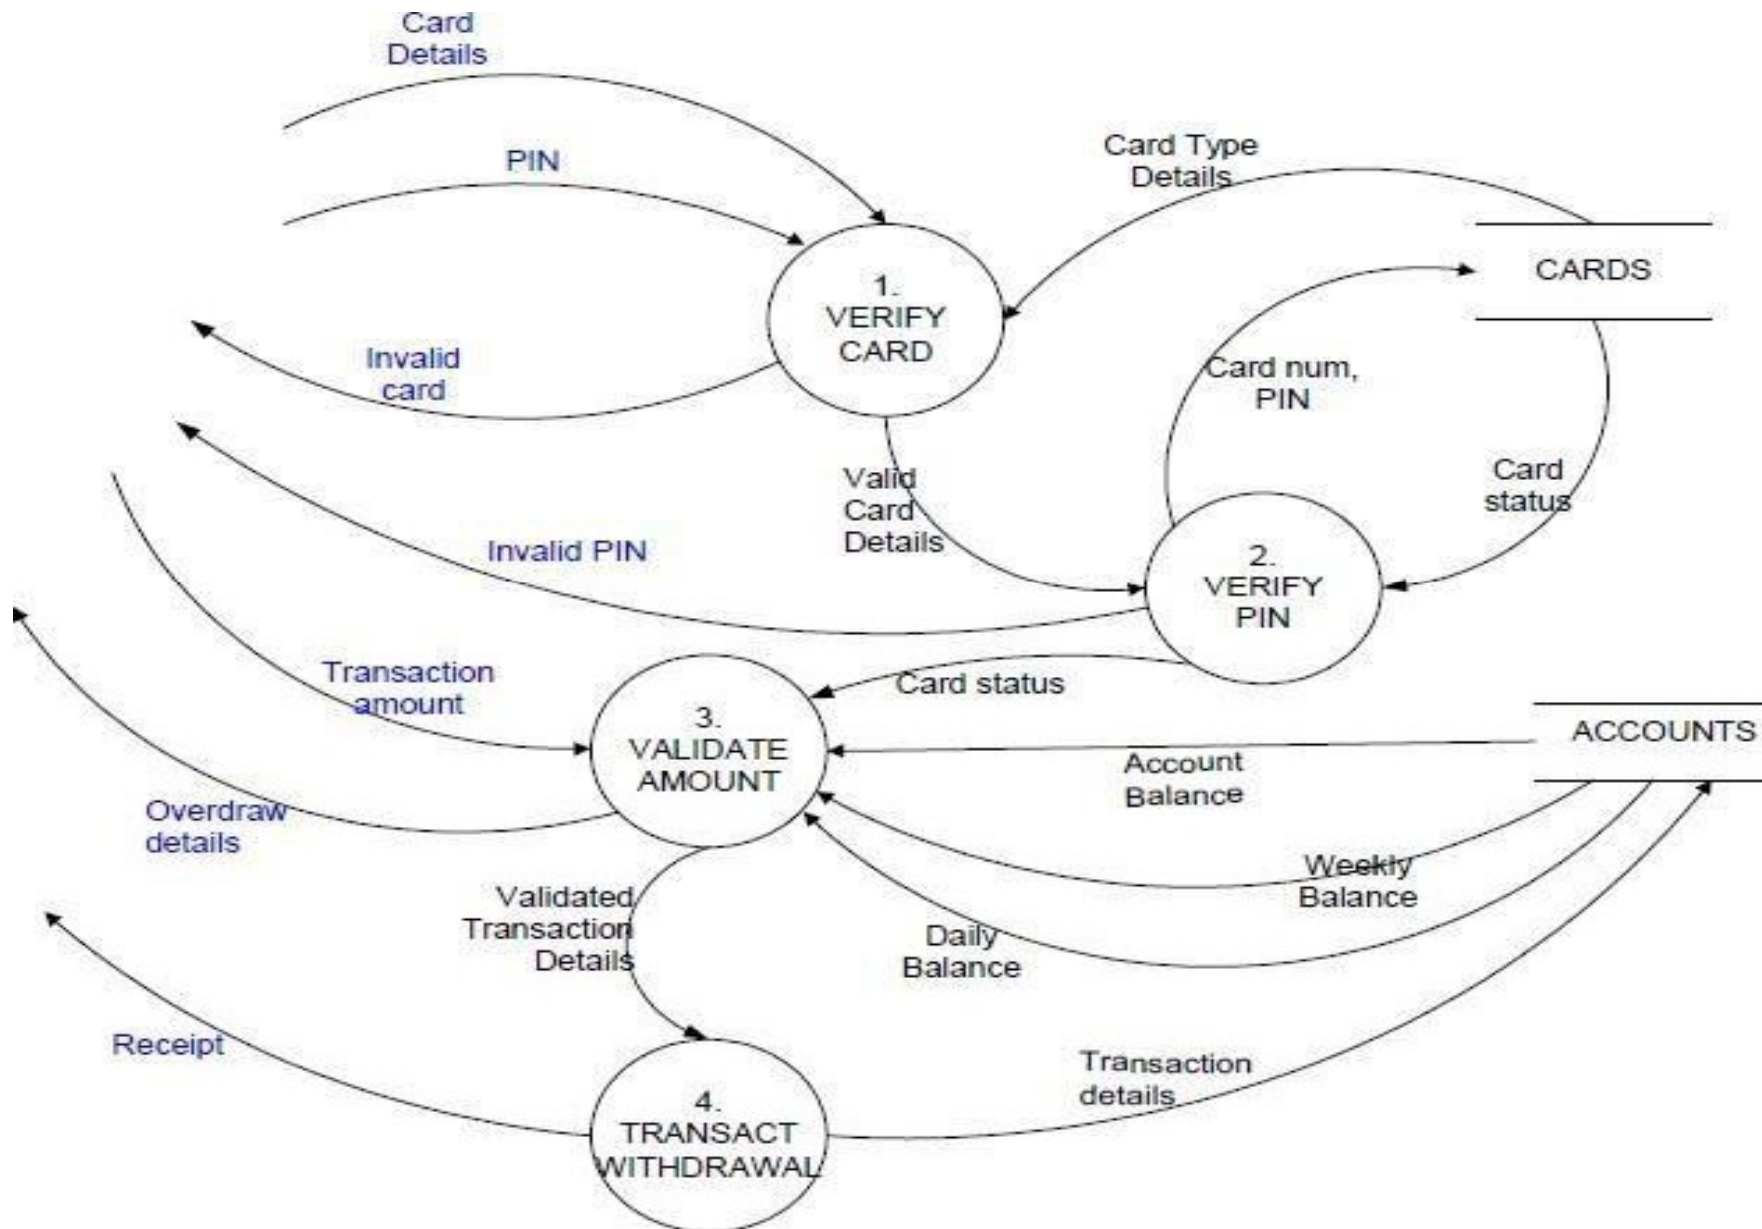 Card
Details
PIN
Card Type
Details
1.
VERIFY
CARD
CARDS
Invalid
card
Card num,
PIN
Valid
Card
Details
Card
status
Invalid PIN
2.
VERIFY
PIN
Transaction
amount
Card status
3.
VALIDATE
AMOUNT
ACCOUNTS
Account
Balance
Overdraw
details
Weekly
Balance
Validated
Transaction
Details
Daily
Balance
Receipt
Transaction
details
4.
TRANSACT
WITHDRAWAL